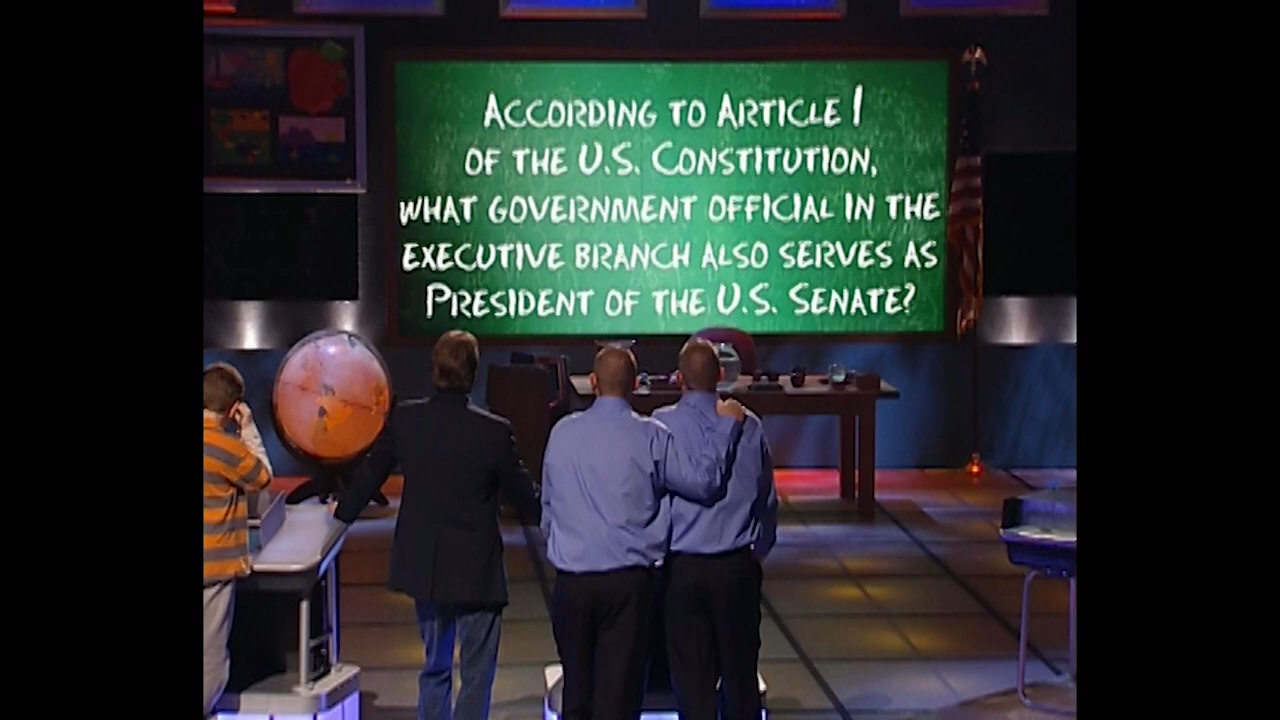 ACCORDING TO ARTICLE I
OF THE U.S. CONSTITUTION,
WHAT GOVERNMENT OFFICIAL IN THE
EXECUTIVE BRANCH ALSO SERVES AS
PRESIDENT OF THE U.S. SENATE?